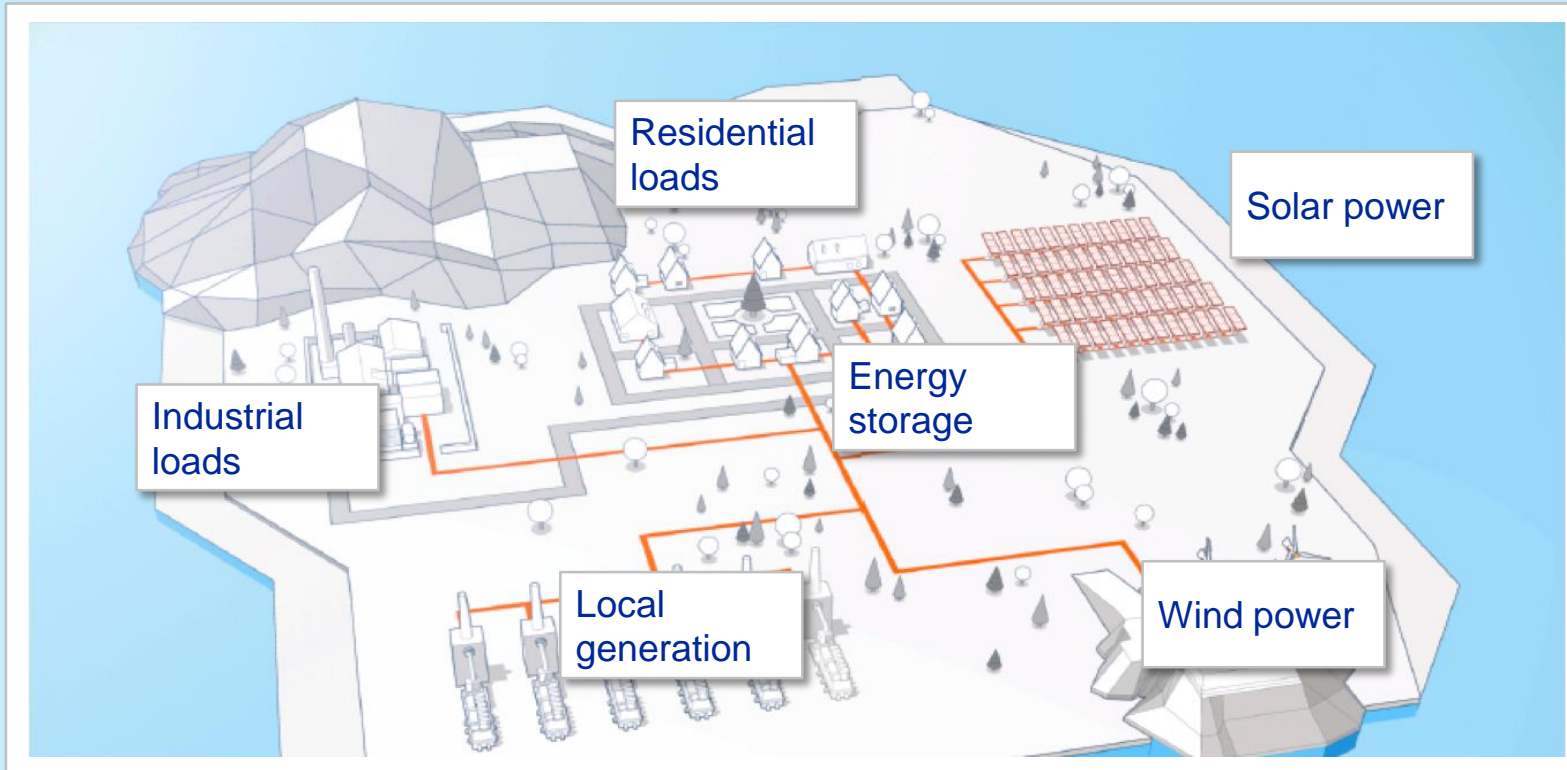 Residential
loads
Solar power
Energy
storage
Industrial
loads
Local
generation
Wind power